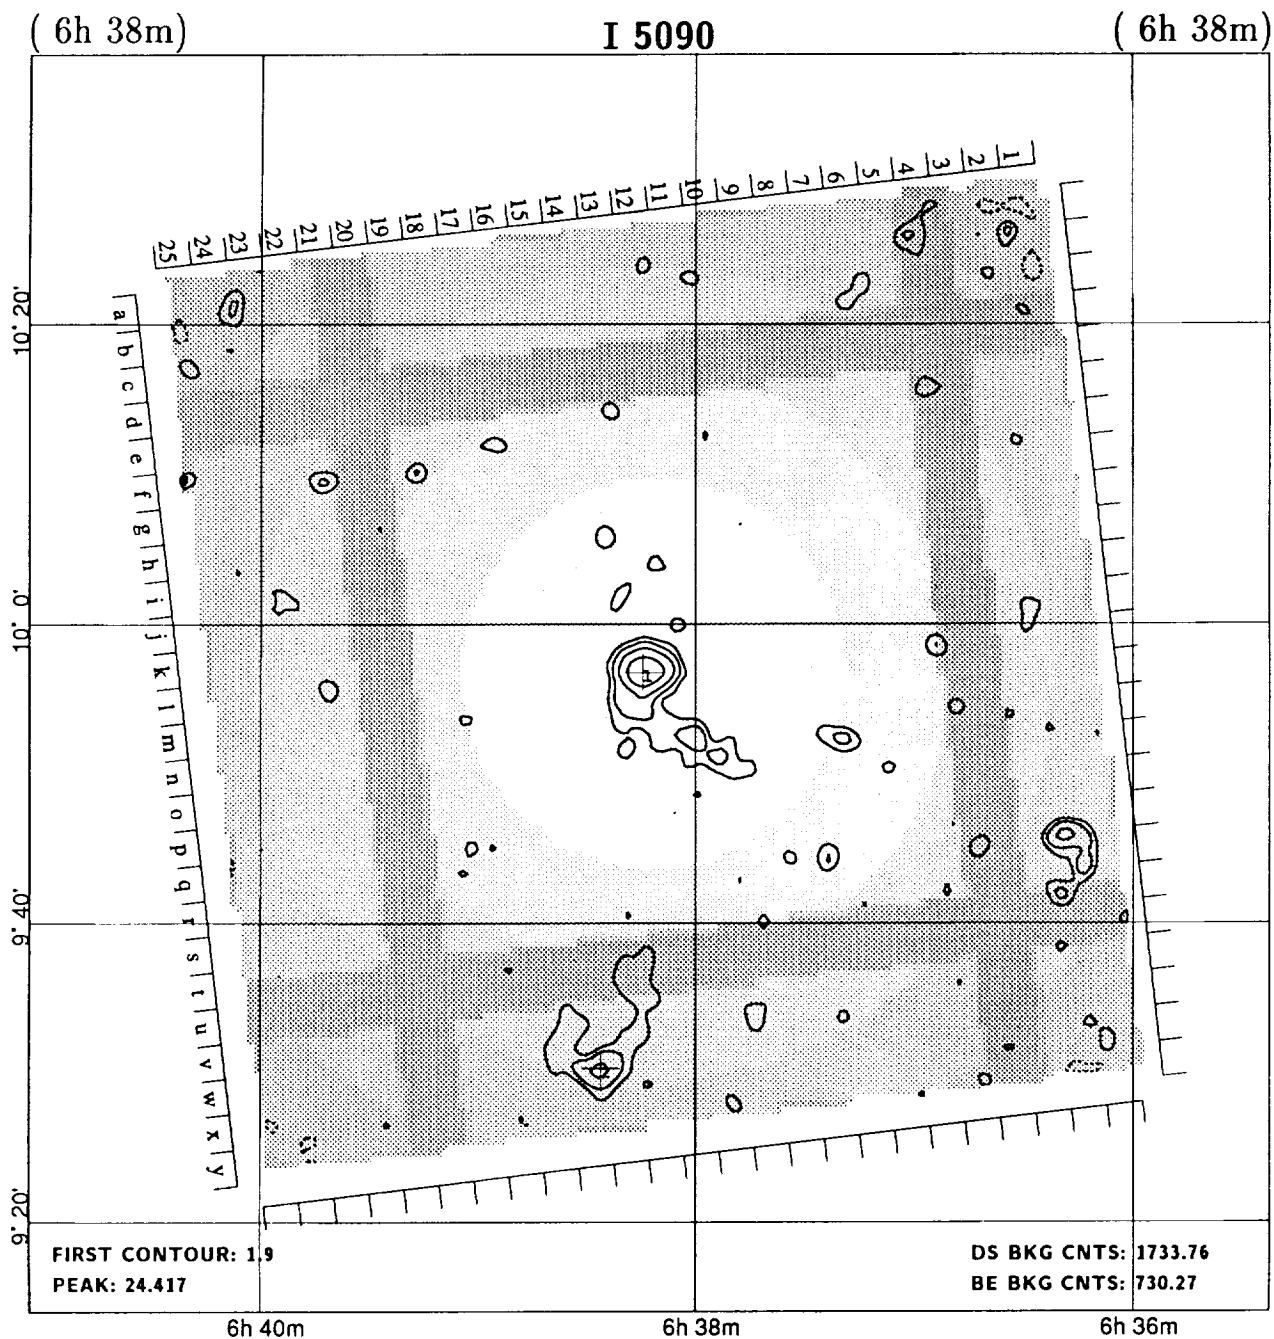 ( 6h 38m) I 5090 ( 6h 38m)
25 24 23 22 21 20 19 18 17 16 15 14 13 12 11 10 9 8 7 6 5 4 3 2 1
a b c d e f g h i j k l m n o p q r s t u v w x y
10° 20'
10° 0'
9° 40'
9° 20'
1
2
FIRST CONTOUR: 1.9
PEAK: 24.417
DS BKG CNTS: 1733.76
BE BKG CNTS: 730.27
6h 40m 6h 38m 6h 36m